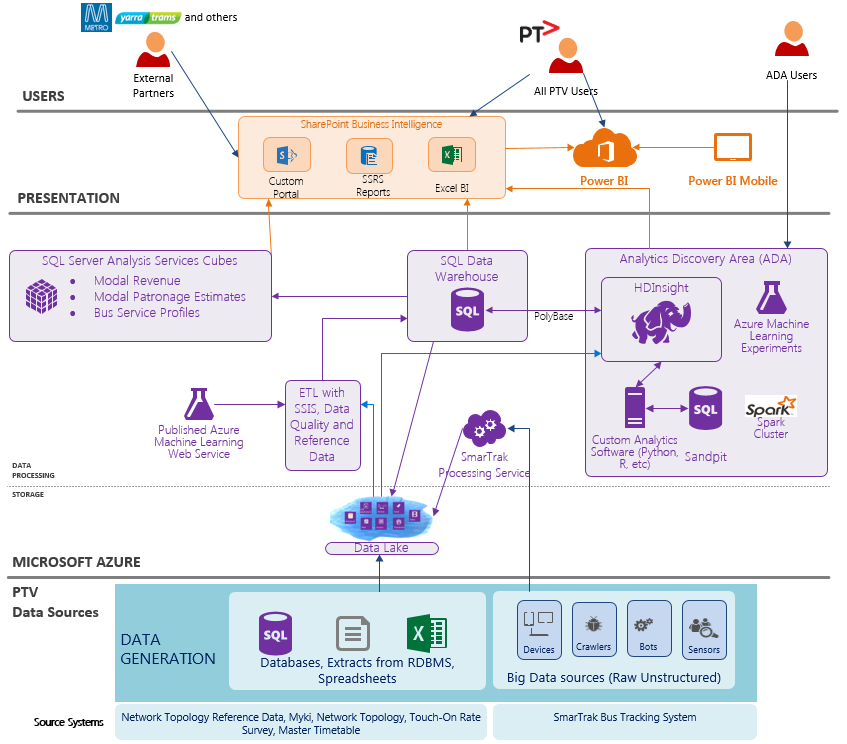 METRO
yarra trams and others
PT>
External
Partners
All PTV Users
ADA Users
USERS
SharePoint Business Intelligence
Custom
Portal
SSRS
Reports
Excel BI
Power BI
Power BI Mobile
PRESENTATION
SQL Server Analysis Services Cubes
• Modal Revenue
• Modal Patronage Estimates
• Bus Service Profiles
SQL Data
Warehouse
SQL
PolyBase
Analytics Discovery Area (ADA)
HDInsight
Azure Machine
Learning
Experiments
Custom Analytics
Software (Python,
R, etc)
SQL
Sandpit
Spark
Spark
Cluster
Published Azure
Machine Learning
Web Service
ETL with
SSIS, Data
Quality and
Reference
Data
SmarTrak
Processing Service
DATA
PROCESSING
STORAGE
Data Lake
MICROSOFT AZURE
PTV
Data Sources
DATA
GENERATION
SQL
Databases, Extracts from RDBMS,
Spreadsheets
Devices
Crawlers
Bots
Sensors
Big Data sources (Raw Unstructured)
Source Systems
Network Topology Reference Data, Myki, Network Topology, Touch-On Rate
Survey, Master Timetable
SmarTrak Bus Tracking System